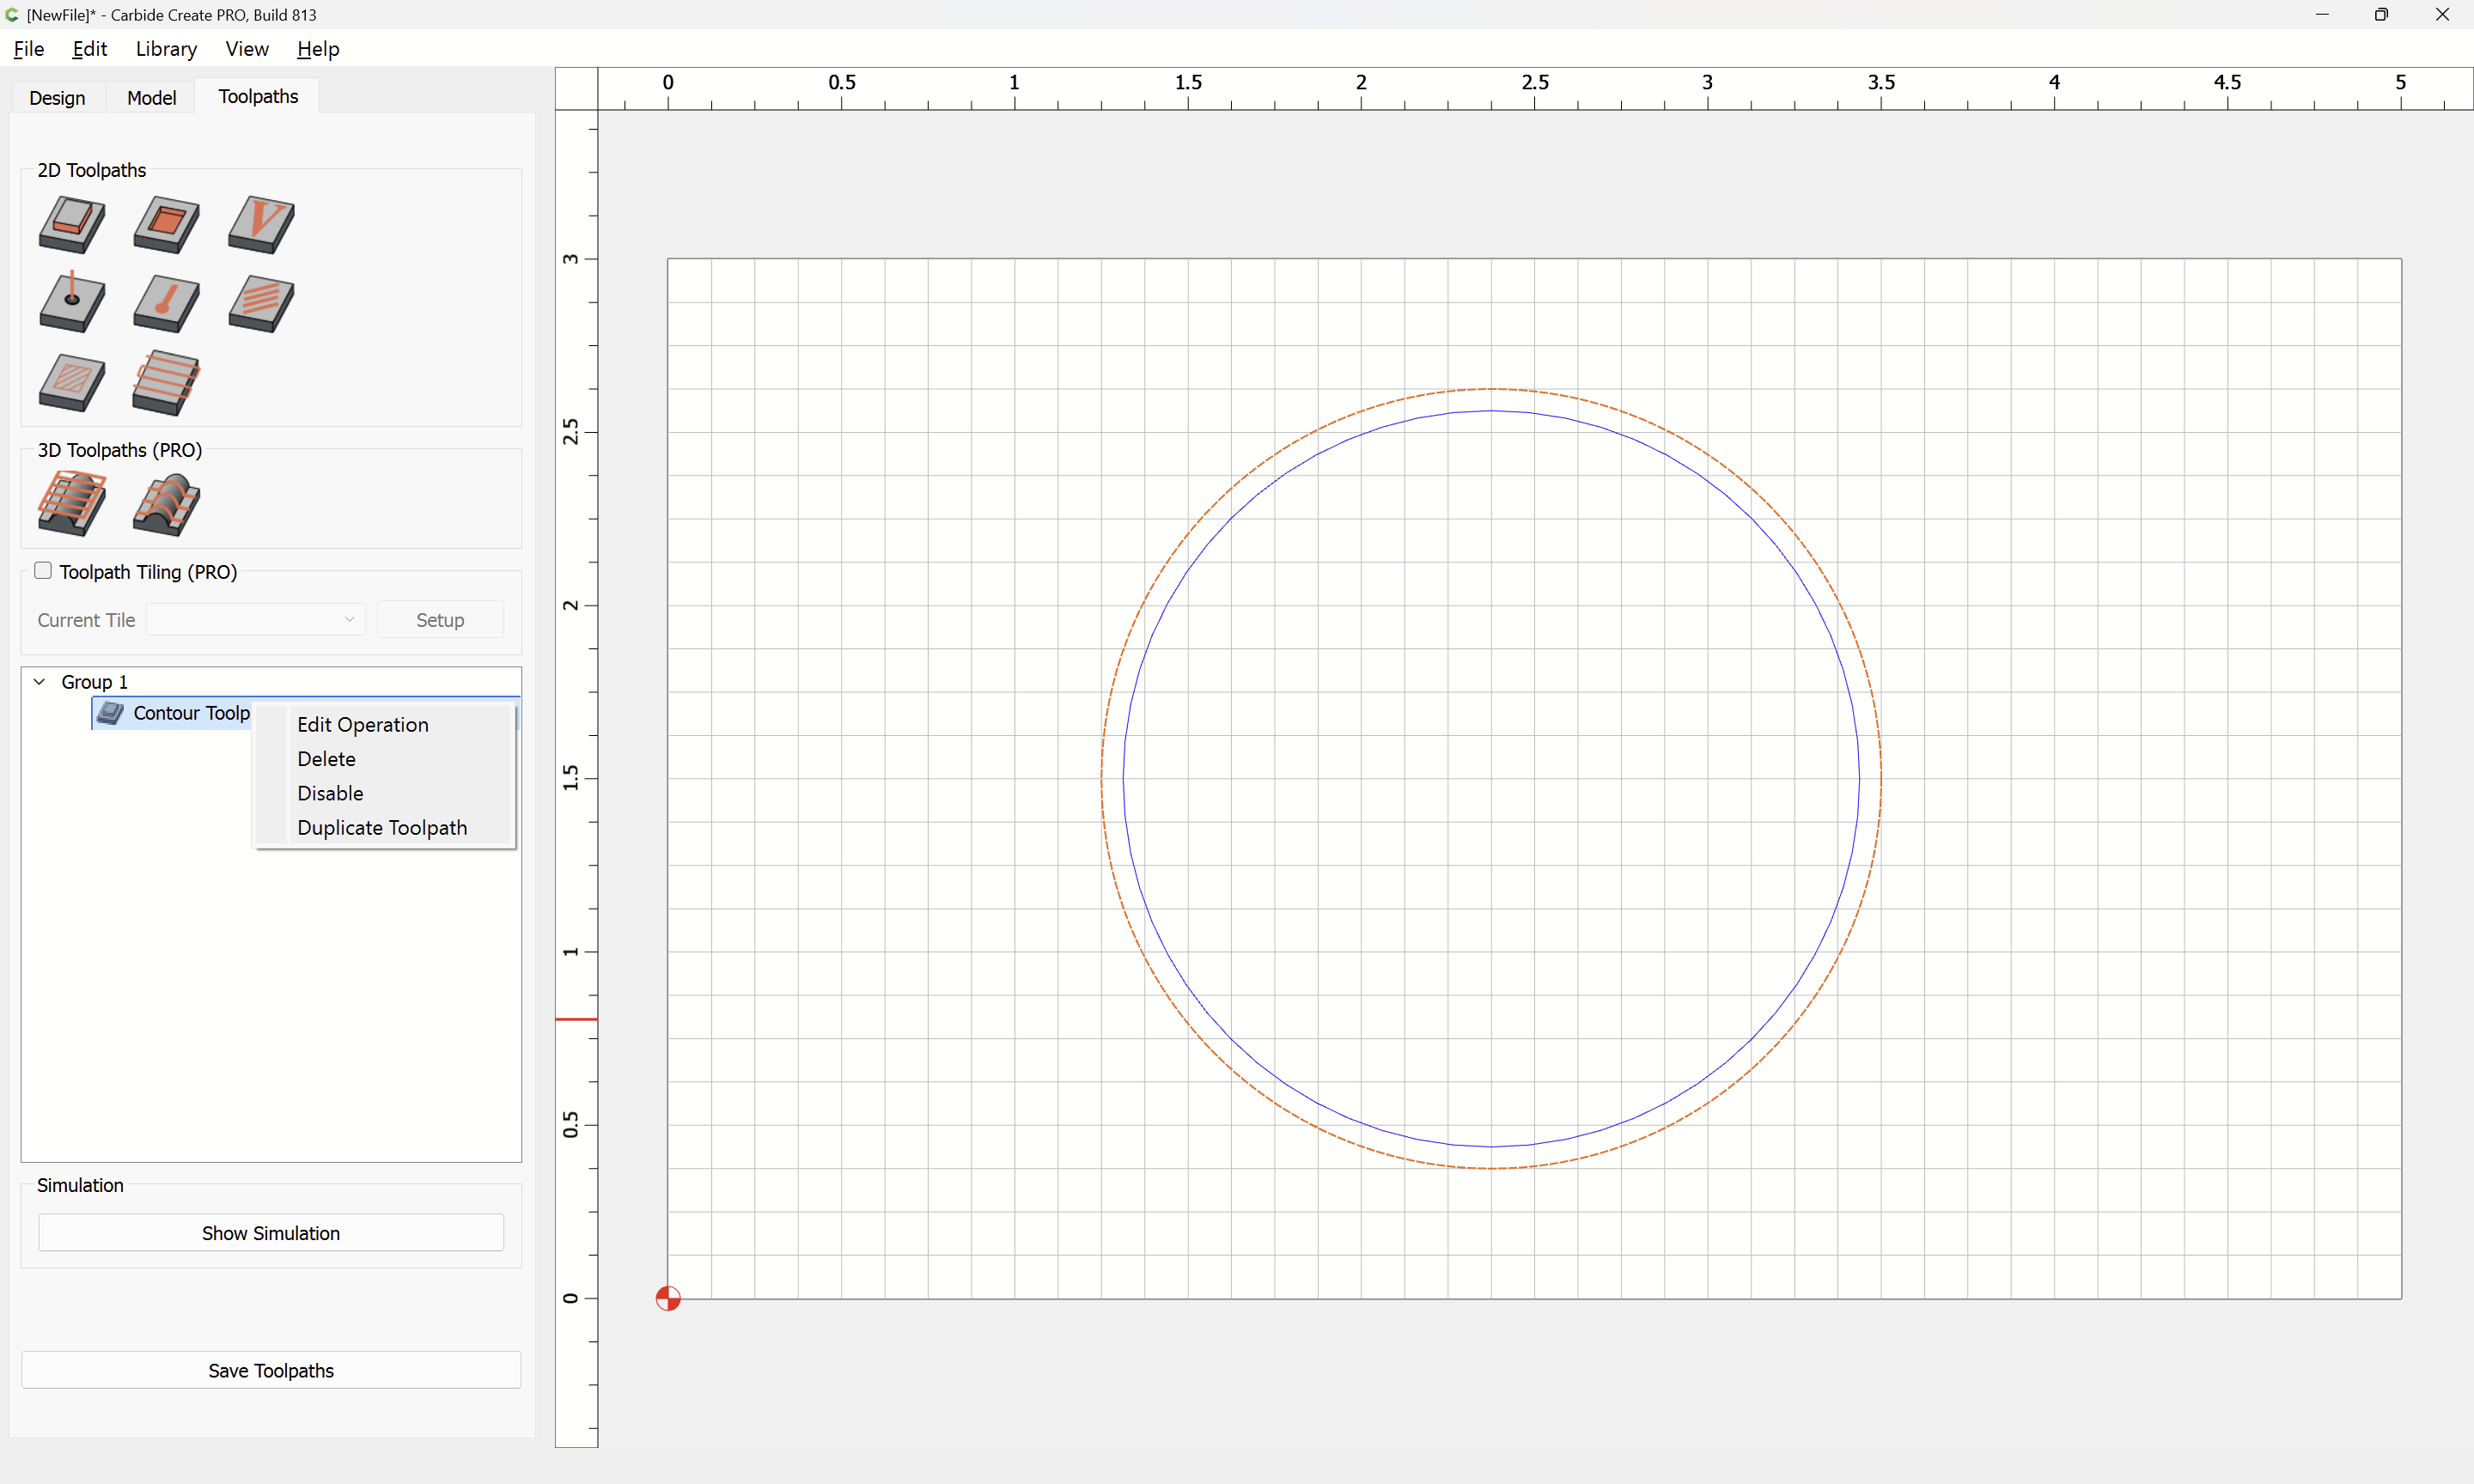 [NewFile]* - Carbide Create PRO, Build 813
File Edit Library View Help
Design Model Toolpaths
2D Toolpaths
3D Toolpaths (PRO)
Toolpath Tiling (PRO)
Current Tile Setup
Group 1
Contour Toolp
Edit Operation
Delete
Disable
Duplicate Toolpath
Simulation
Show Simulation
Save Toolpaths
0 0.5 1 1.5 2 2.5 3 3.5 4 4.5 5
3
2.5
2
1.5
1
0.5
0